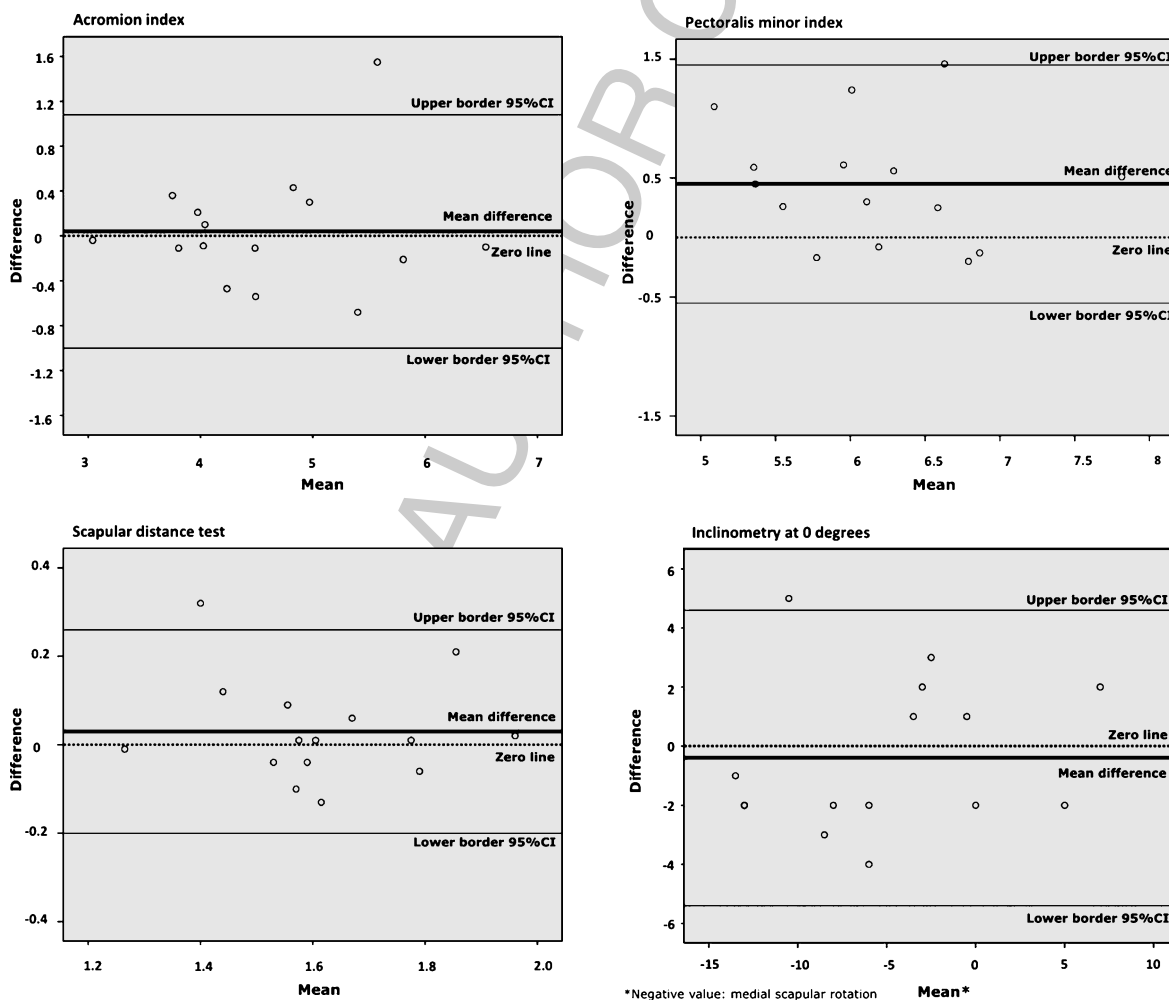 Acromion index
1.6
1.2
0.8
0.4
0
-0.4
-0.8
-1.2
-1.6
Difference
Upper border 95%CI
Mean difference
Zero line
Lower border 95%CI
3 4 5 6 7
Mean
Pectoralis minor index
1.5
0.5
0
-0.5
-1.5
Difference
Upper border 95%CI
Mean difference
Zero line
Lower border 95%CI
5 5.5 6 6.5 7 7.5 8
Mean
Scapular distance test
0.4
0.2
0
-0.2
-0.4
Difference
Upper border 95%CI
Mean difference
Zero line
Lower border 95%CI
1.2 1.4 1.6 1.8 2.0
Mean
Inclinometry at 0 degrees
6
4
2
0
-2
-4
-6
Difference
Upper border 95%CI
Zero line
Mean difference
Lower border 95%CI
-15 -10 -5 0 5 10
Mean*
*Negative value: medial scapular rotation